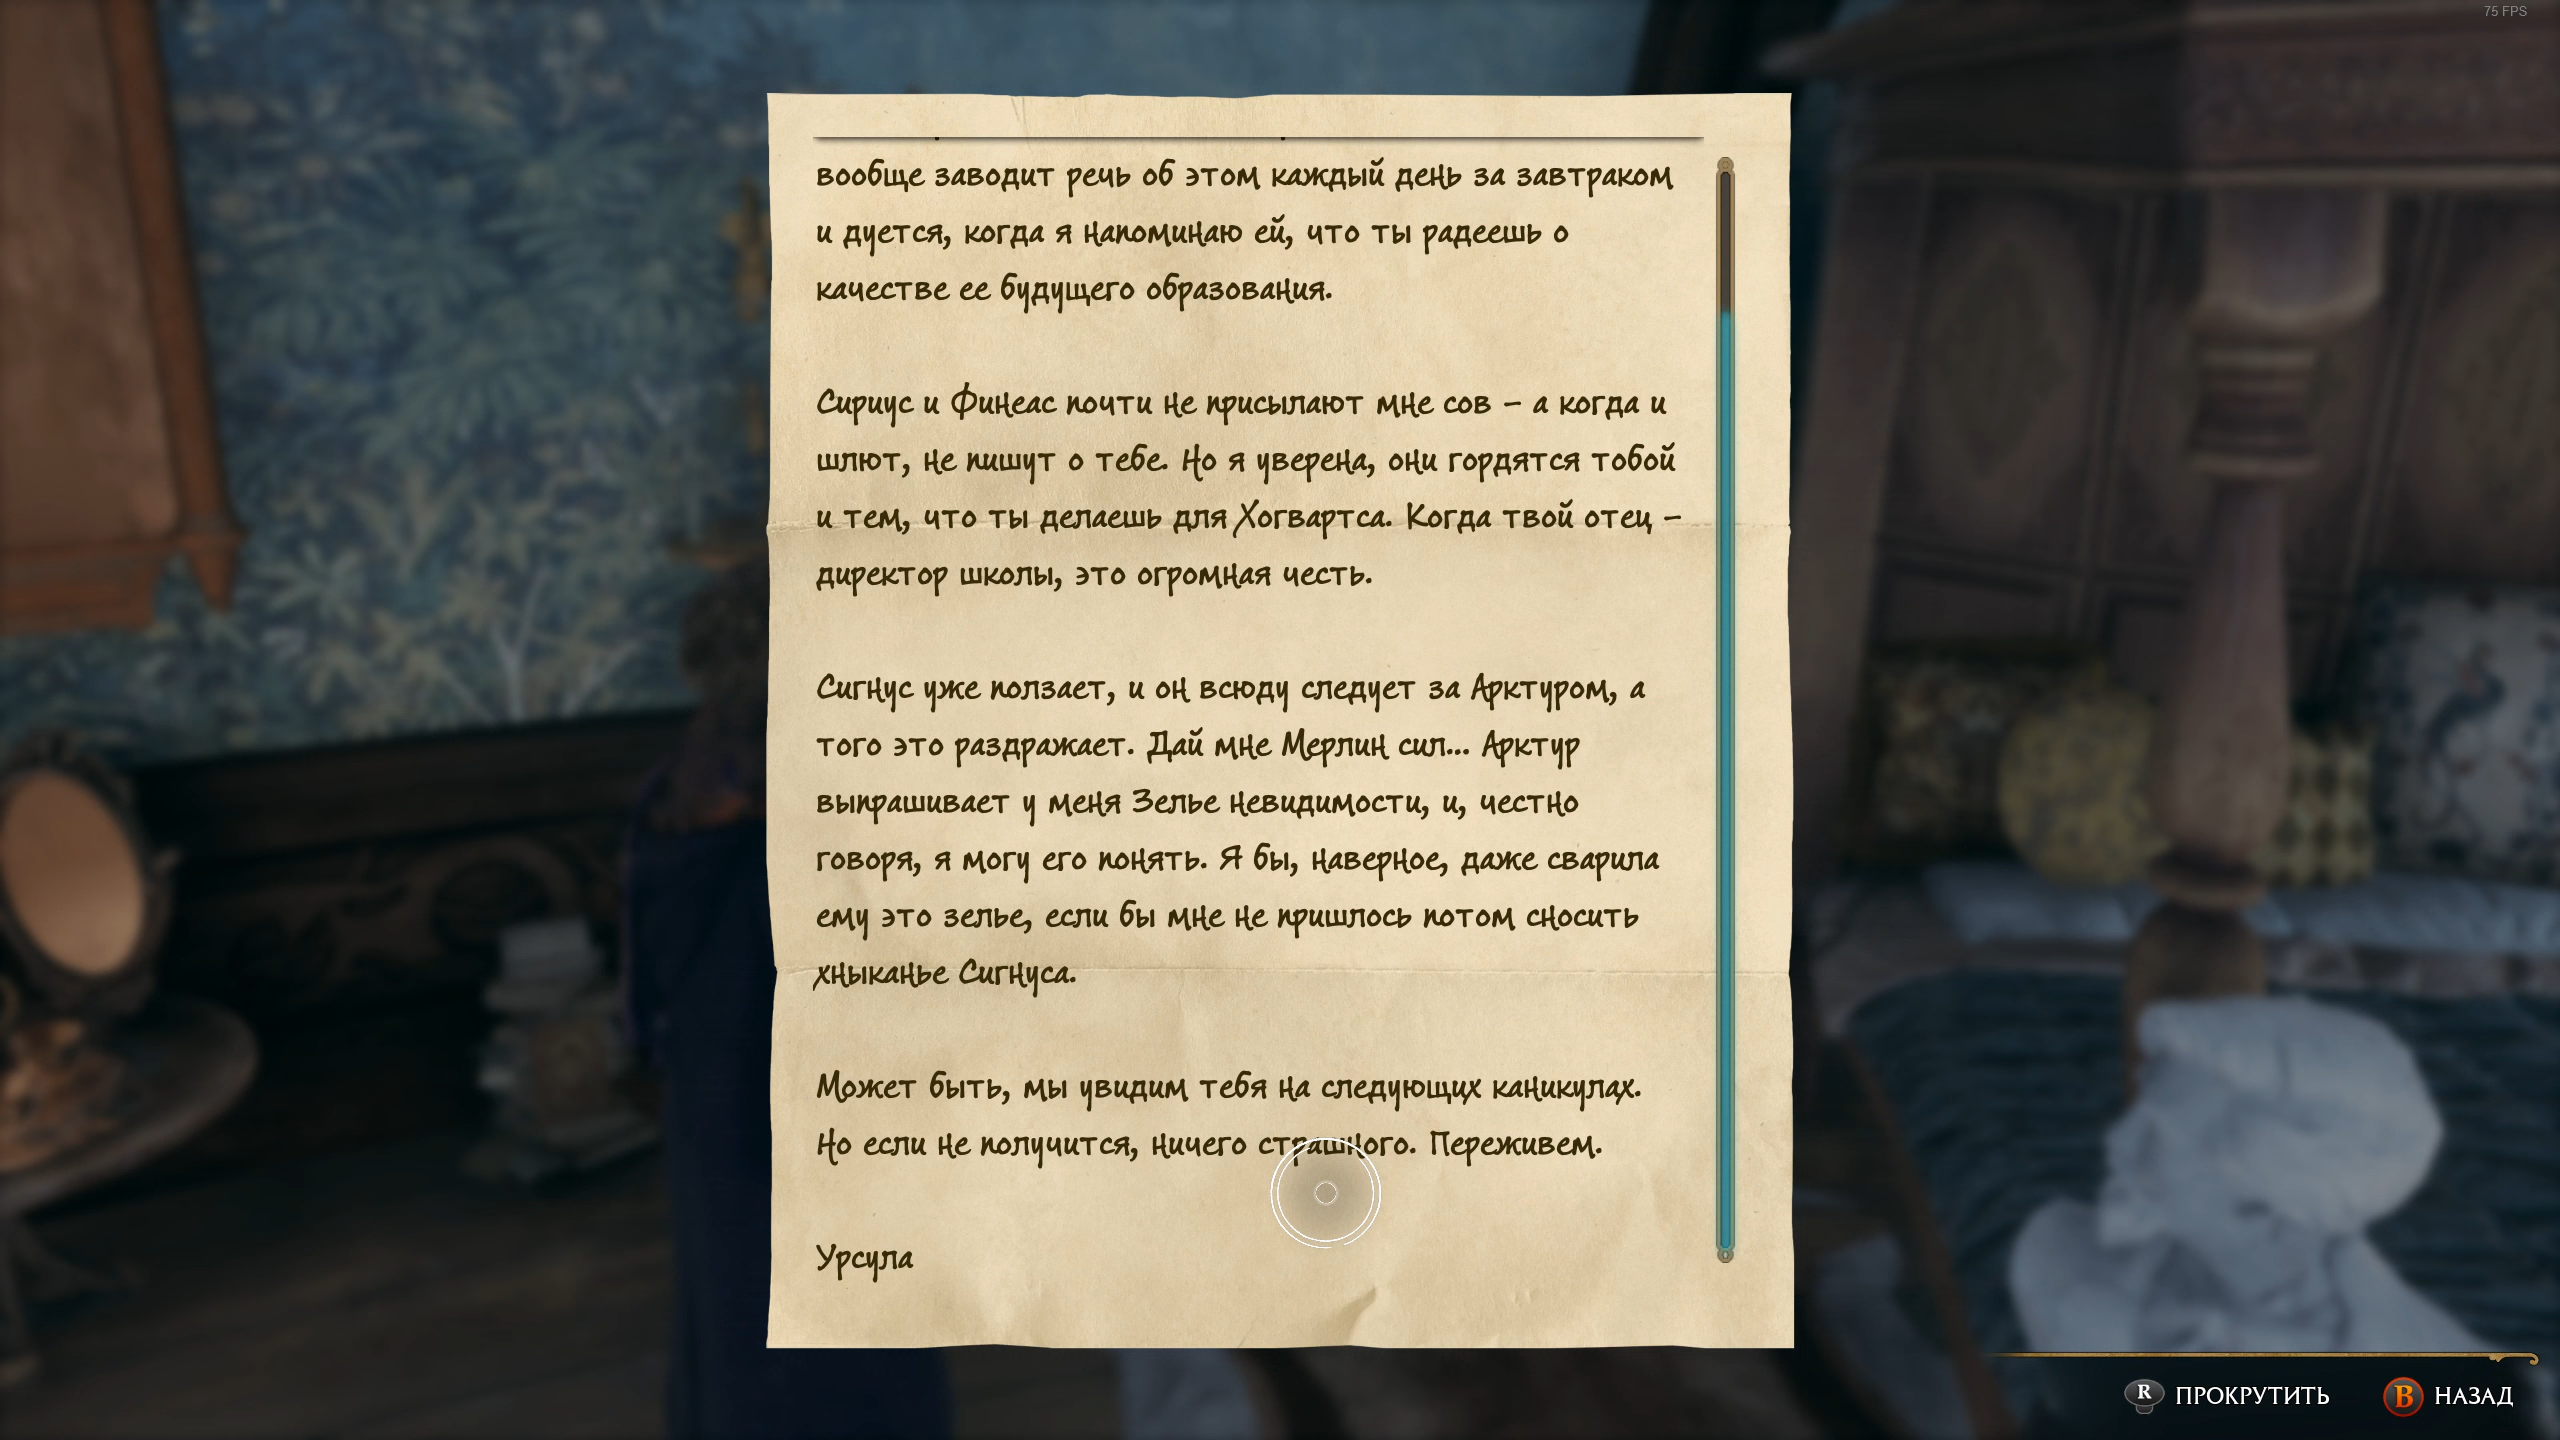 75 FPS
вообще заводит речь об этом каждый день за завтраком
и дуется, когда я напоминаю ей, что ты радеешь о
качестве ее будущего образования.
Сириус и Финеас почти не присылают мне сов – а когда и
шлют, не пишут о тебе. Но я уверена, они гордятся тобой
и тем, что ты делаешь для Хогвартса. Когда твой отец –
директор школы, это огромная честь.
Сигнус уже ползает, и он всюду следует за Арктуром, а
того это раздражает. Дай мне Мерлин сил... Арктур
выпрашивает у меня Зелье невидимости, и, честно
говоря, я могу его понять. Я бы, наверное, даже сварила
ему это зелье, если бы мне не пришлось потом сносить
хныканье Сигнуса.
Может быть, мы увидим тебя на следующих каникулах.
Но если не получится, ничего страшного. Переживем.
Урсула
R ПРОКРУТИТЬ B НАЗАД